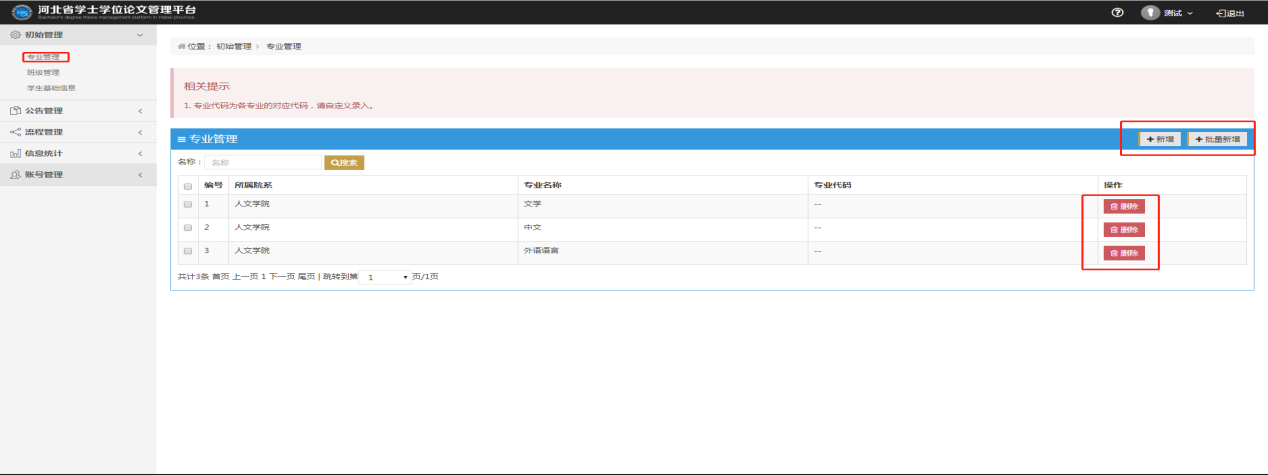 河北省学士学位论文管理平台
Bachelor's degree thesis management platform in Hebei province
测试
退出
初始管理
专业管理
班级管理
学生基础信息
公告管理
流程管理
信息统计
账号管理
位置： 初始管理 > 专业管理
相关提示
1. 专业代码为各专业的对应代码，请自定义录入。
专业管理
+新增 +批量新增
名称： 名称 搜索
编号 所属院系 专业名称 专业代码 操作
1 人文学院 文学 -- 删除
2 人文学院 中文 -- 删除
3 人文学院 外语语言 -- 删除
共计3条 首页 上一页 1 下一页 尾页 | 跳转到第 1 页/1页